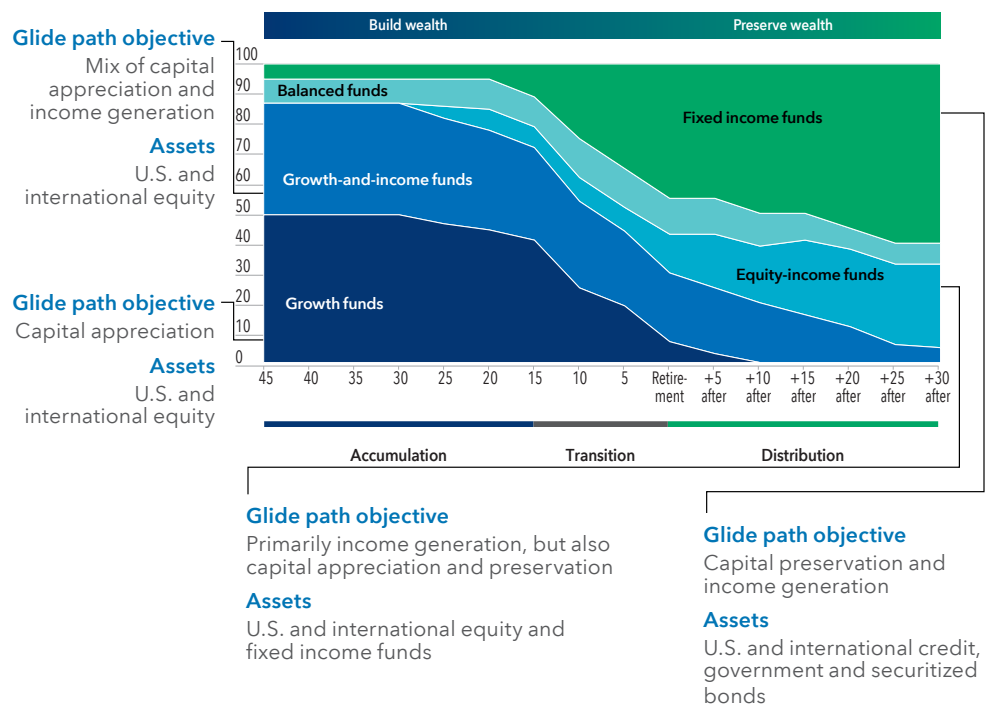 Build wealth
Preserve wealth
Glide path objective
Mix of capital
appreciation and
income generation
Assets
U.S. and
international equity
Glide path objective
Capital appreciation
Assets
U.S. and
international equity
100
90
80
70
60
50
40
30
20
10
0
Balanced funds
Fixed income funds
Growth-and-income funds
Equity-income funds
Growth funds
45
40
35
30
25
20
15
10
5
Retire-
ment
+5
after
+10
after
+15
after
+20
after
+25
after
+30
after
Accumulation
Transition
Distribution
Glide path objective
Primarily income generation, but also
capital appreciation and preservation
Assets
U.S. and international equity and
fixed income funds
Glide path objective
Capital preservation and
income generation
Assets
U.S. and international credit,
government and securitized
bonds